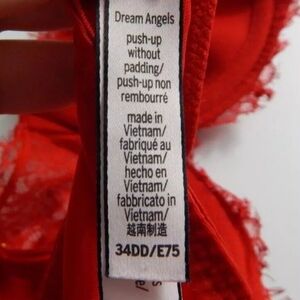 Dream Angels
push-up
without
padding/
push-up non
rembourré
made in
Vietnam/
fabriqué au
Vietnam/
hecho en
Vietnam/
fabbricato in
Vietnam/
越南制造
34DD/E75